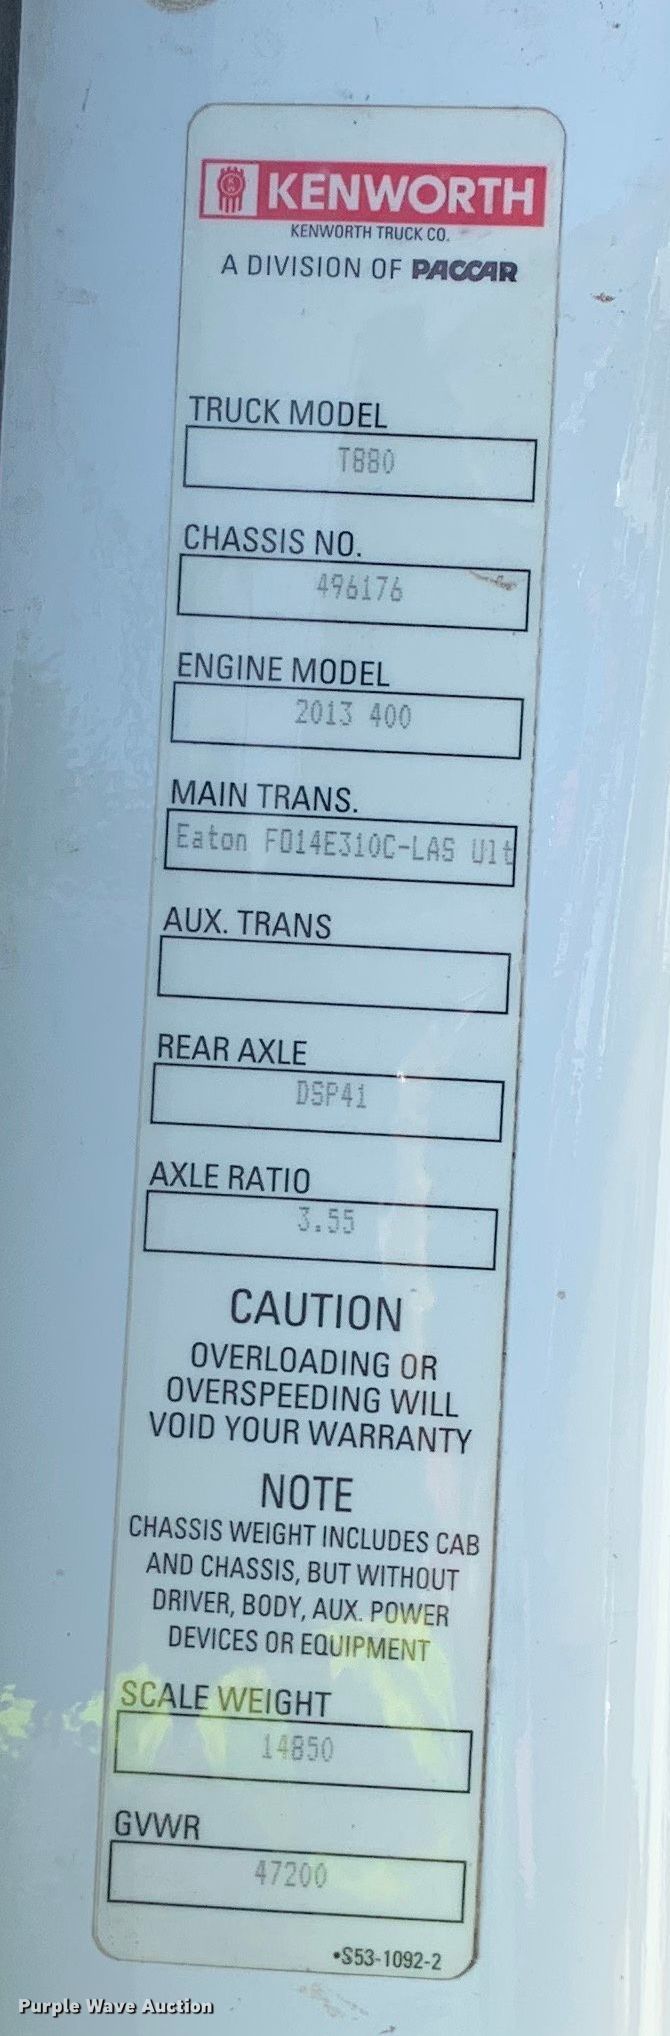 KENWORTH
KENWORTH TRUCK CO.
A DIVISION OF PACCAR
TRUCK MODEL
T880
CHASSIS NO.
496176
ENGINE MODEL
2013 400
MAIN TRANS.
Eaton FO14E310C-LAS Ult
AUX. TRANS
REAR AXLE
DSP41
AXLE RATIO
3.55
CAUTION
OVERLOADING OR
OVERSPEEDING WILL
VOID YOUR WARRANTY
NOTE
CHASSIS WEIGHT INCLUDES CAB
AND CHASSIS, BUT WITHOUT
DRIVER, BODY, AUX. POWER
DEVICES OR EQUIPMENT
SCALE WEIGHT
14850
GVWR
47200
•S53-1092-2
Purple Wave Auction